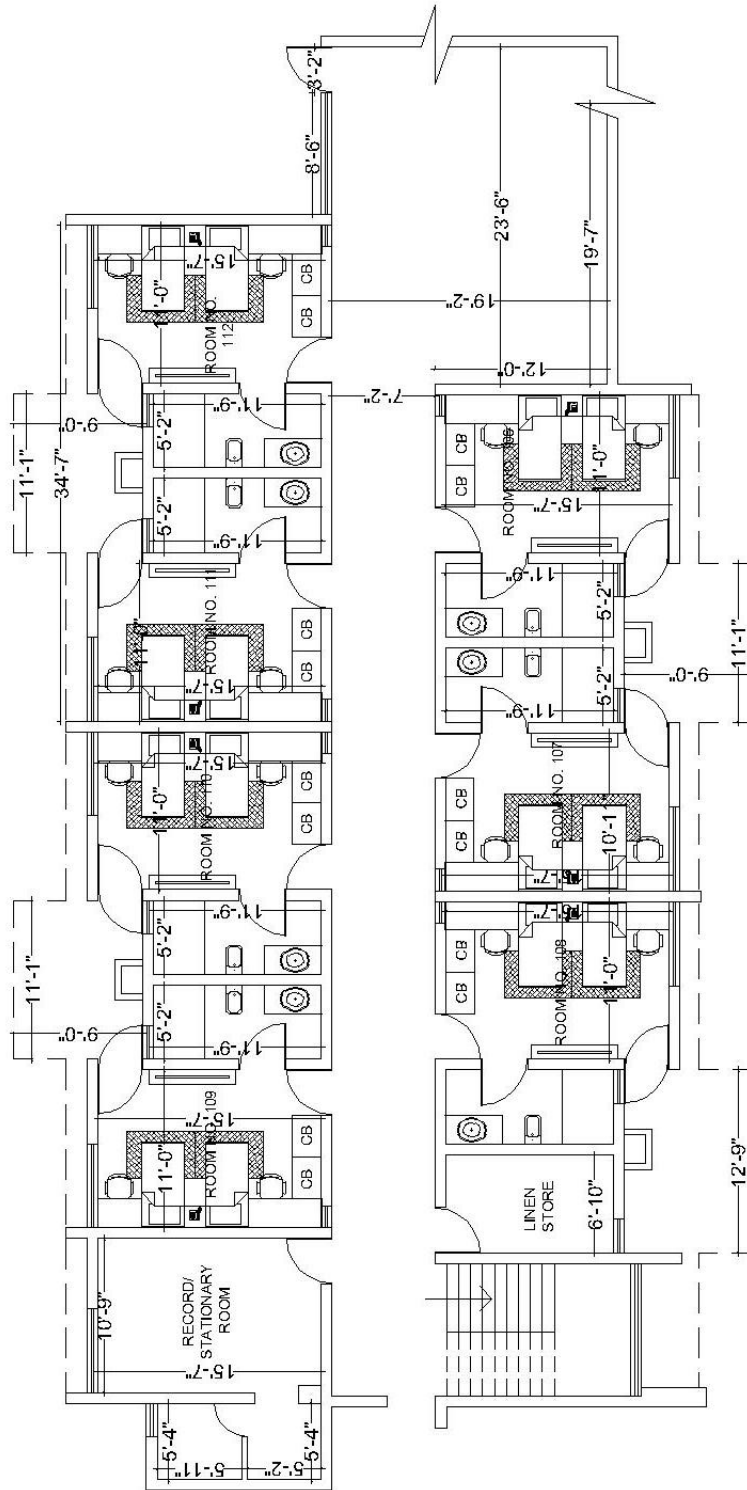 3'-2"
8'-6"
23'-6"
19'-7"
19'-2"
12'-0"
7'-2"
15'-7"
11'-0"
ROOM NO.
112
CB
CB
34'-7"
11'-1"
9'-0"
11'-9"
5'-2"
5'-2"
11'-9"
CB
CB
ROOM NO. 106
11'-0"
15'-7"
11'-9"
5'-2"
5'-2"
11'-9"
11'-1"
9'-0"
ROOM NO. 111
CB
CB
15'-7"
15'-7"
ROOM NO. 110
11'-0"
CB
CB
CB
CB
ROOM NO. 107
10'-11"
15'-7"
15'-7"
CB
CB
ROOM NO. 108
11'-0"
11'-1"
9'-0"
11'-9"
5'-2"
5'-2"
11'-9"
15'-7"
ROOM NO. 109
11'-0"
CB
CB
LINEN
STORE
6'-10"
12'-9"
RECORD/
STATIONARY
ROOM
10'-9"
15'-7"
5'-4"
5'-4"
5'-11"
5'-2"